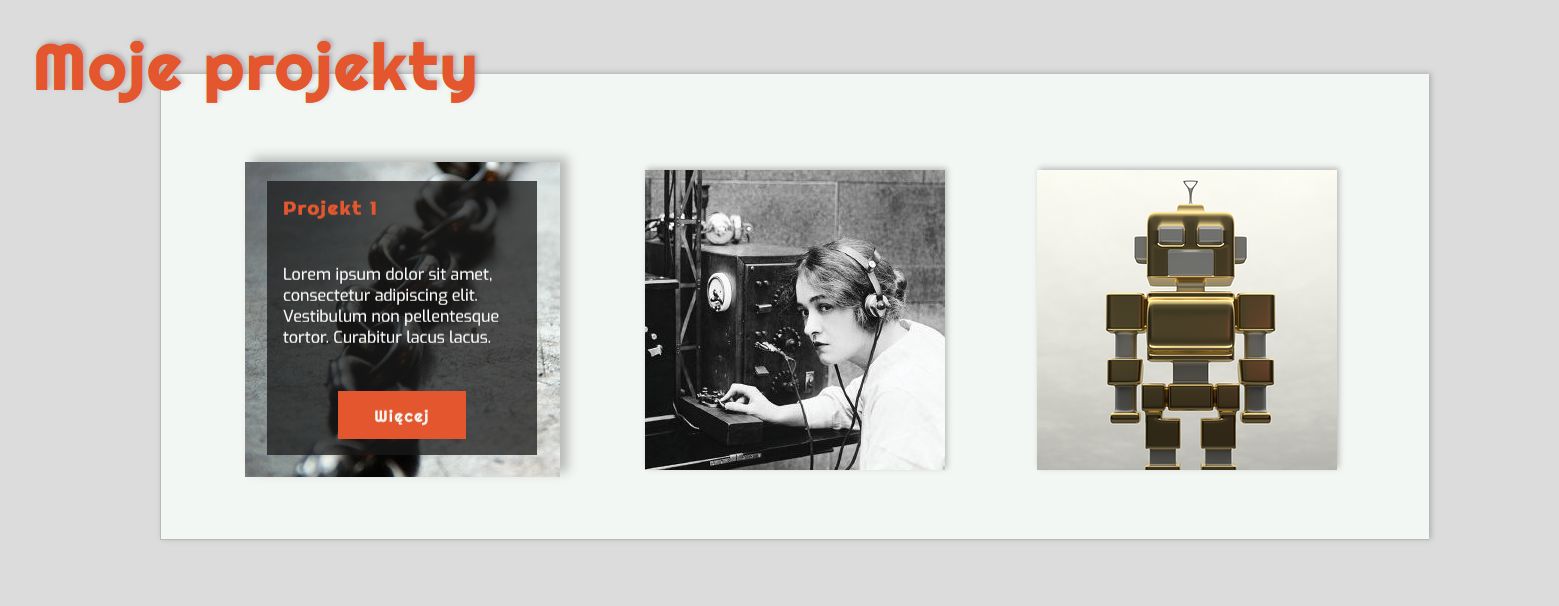 Moje projekty
Projekt 1
Lorem ipsum dolor sit amet,
consectetur adipiscing elit.
Vestibulum non pellentesque
tortor. Curabitur lacus lacus.
Więcej